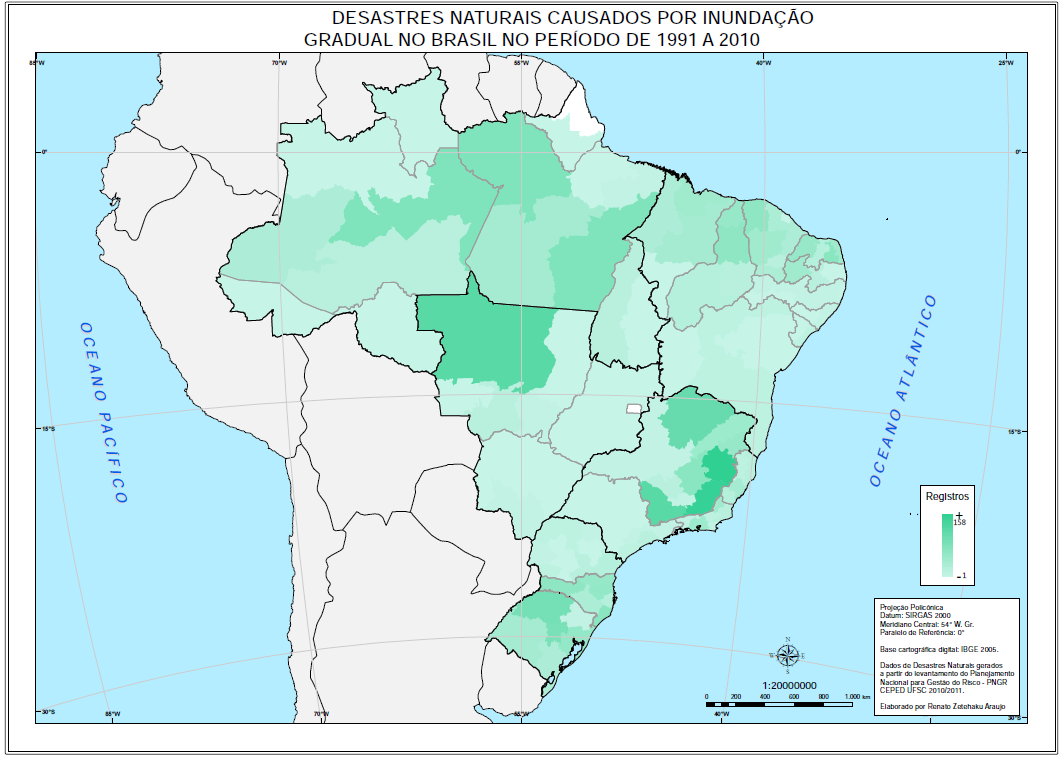 DESASTRES NATURAIS CAUSADOS POR INUNDAÇÃO
GRADUAL NO BRASIL NO PERÍODO DE 1991 A 2010
85°W
70°W
55°W
40°W
25°W
0°
0°
OCEANO PACÍFICO
OCEANO ATLÂNTICO
15°S
15°S
Registros
+
158
- 1
Projeção Policônica
Datum: SIRGAS 2000
Meridiano Central: 54° W. Gr.
Paralelo de Referência: 0°
Base cartográfica digital: IBGE 2005.
Dados de Desastres Naturais gerados
a partir do levantamento do Planejamento
Nacional para Gestão do Risco - PNGR
CEPED UFSC 2010/2011.
Elaborado por Renato Zetehaku Araujo
N
W
E
S
1:20000000
0 200 400 600 800 1.000 km
30°S
30°S
85°W
70°W
55°W
40°W